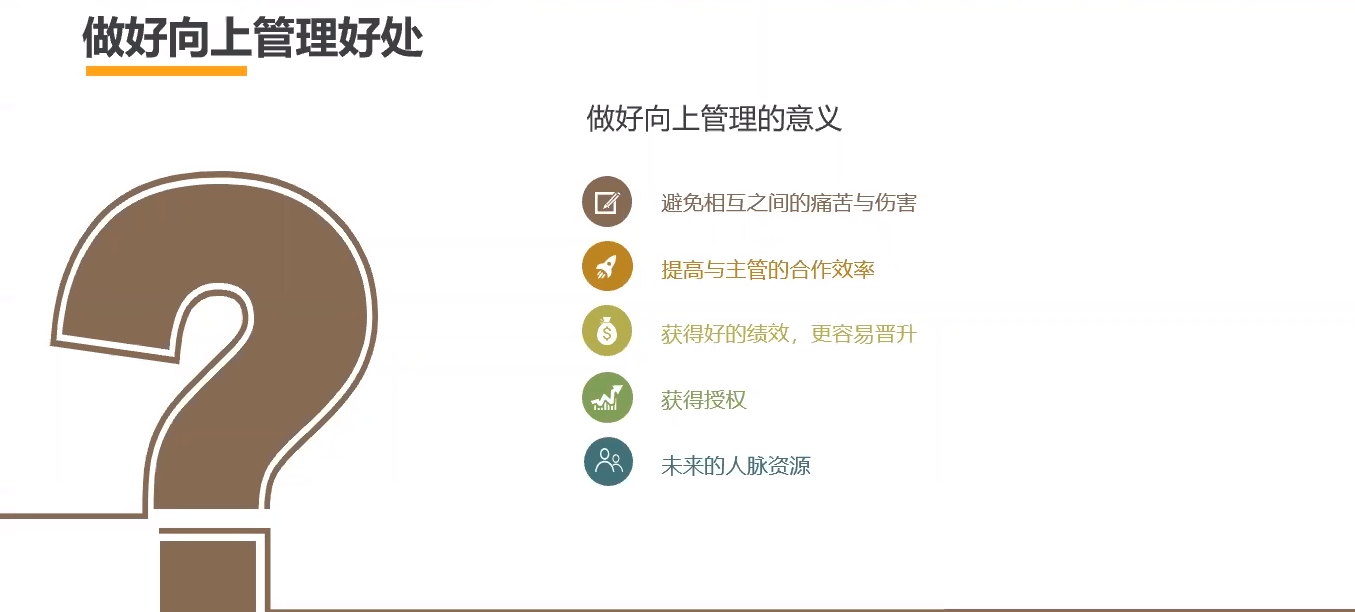 做好向上管理好处
做好向上管理的意义
避免相互之间的痛苦与伤害
提高与主管的合作效率
获得好的绩效，更容易晋升
获得授权
未来的人脉资源